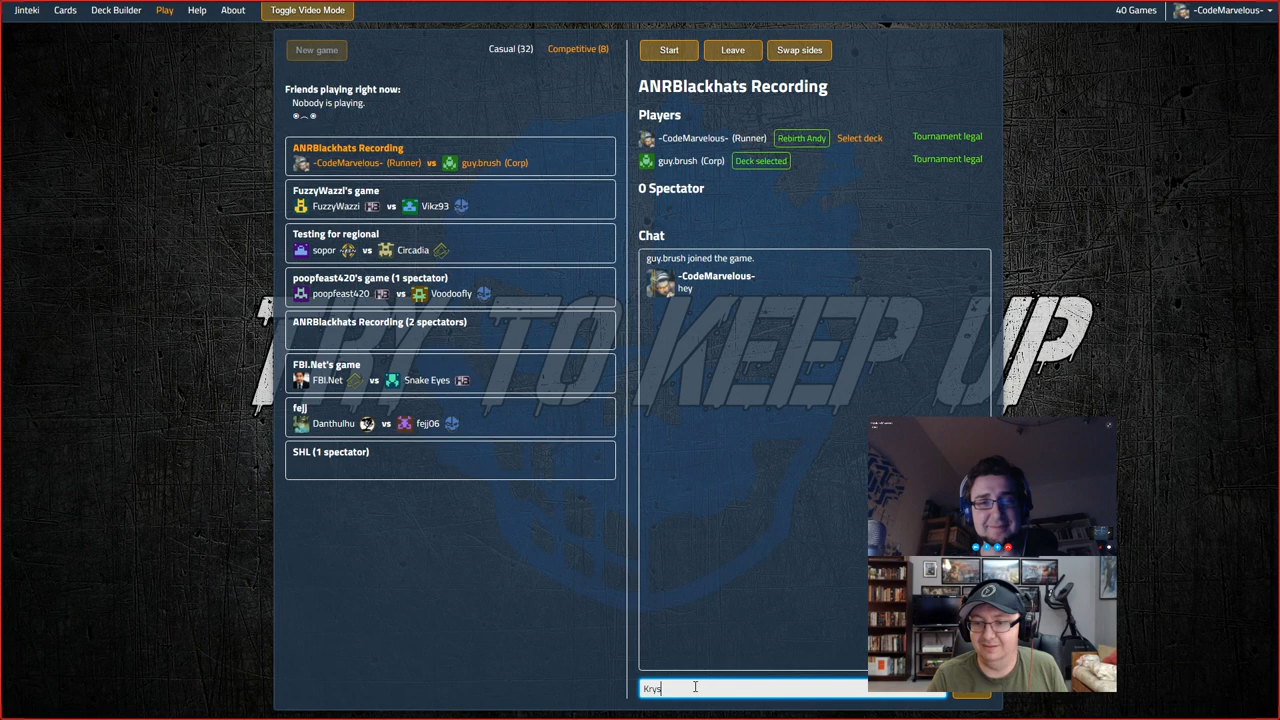 Jinteki Cards Deck Builder Play Help About Toggle Video Mode 40 Games -CodeMarvelous-
New game Casual (32) Competitive (8)
Friends playing right now:
Nobody is playing.
ANRBlackhats Recording
-CodeMarvelous- (Runner) vs guy.brush (Corp)
FuzzyWazzI's game
FuzzyWazzi vs Vikz93
Testing for regional
sopor vs Circadia
poopfeast420's game (1 spectator)
poopfeast420 vs Voodoofly
ANRBlackhats Recording (2 spectators)
FBI.Net's game
FBI.Net vs Snake Eyes
fejj
Danthulhu vs fejj06
SHL (1 spectator)
Start Leave Swap sides
ANRBlackhats Recording
Players
-CodeMarvelous- (Runner) Rebirth Andy Select deck Tournament legal
guy.brush (Corp) Deck selected Tournament legal
0 Spectator
Chat
guy.brush joined the game.
-CodeMarvelous-
hey
Krys
TRY TO KEEP UP